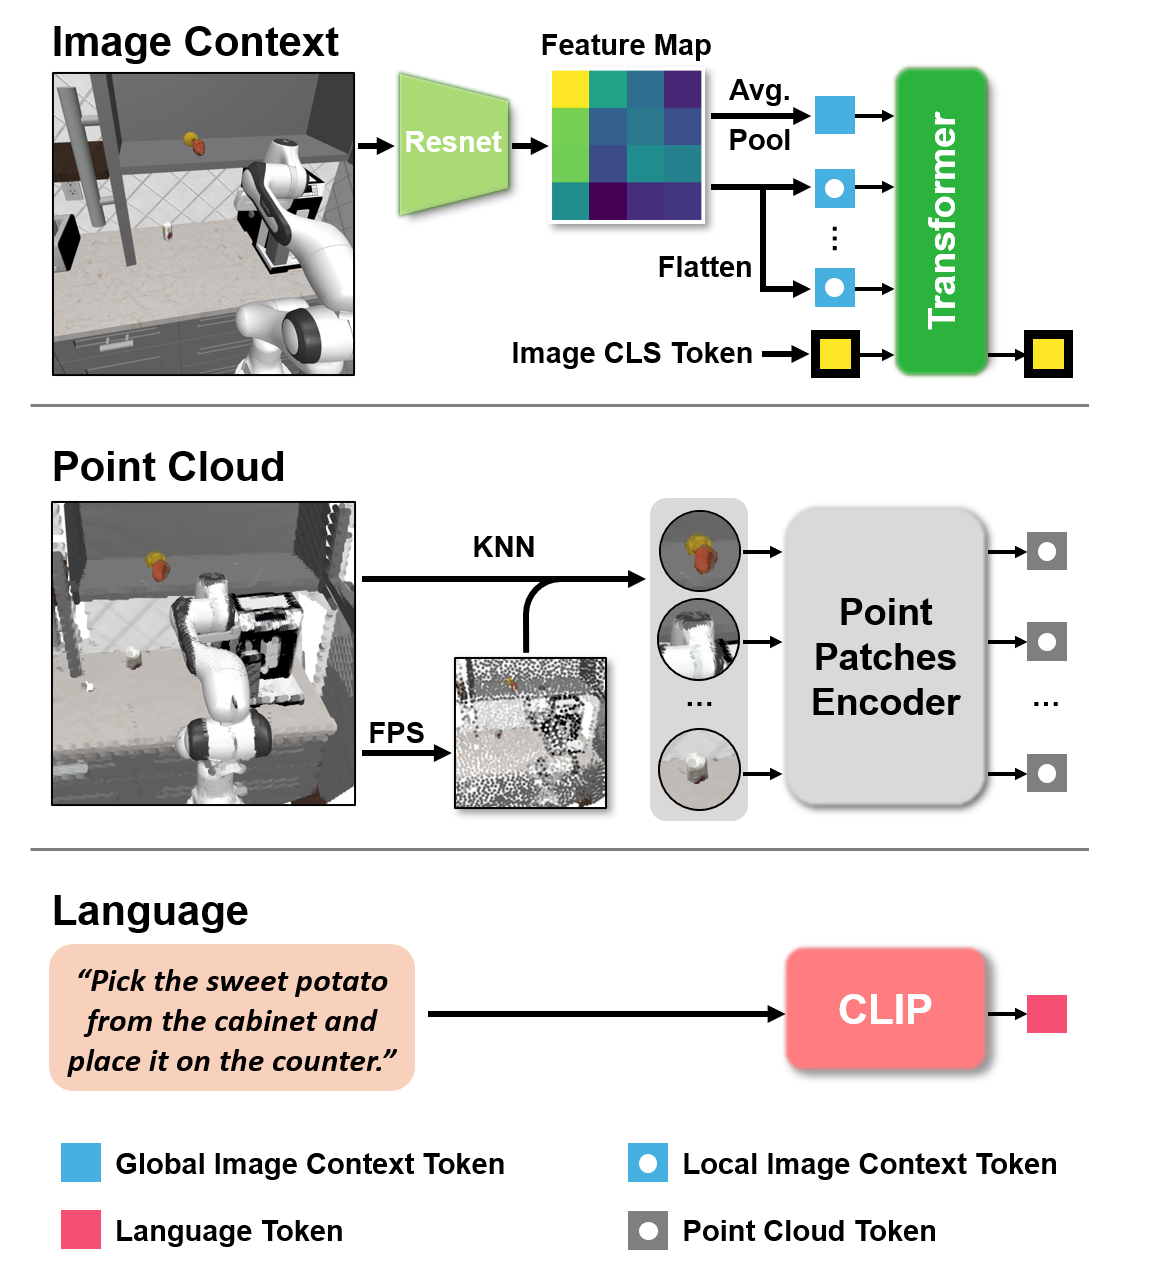 Image Context
Feature Map
Resnet
Avg.
Pool
Flatten
Image CLS Token
Transformer
Point Cloud
KNN
FPS
...
Point
Patches
Encoder
...
Language
“Pick the sweet potato
from the cabinet and
place it on the counter.”
CLIP
Global Image Context Token
Local Image Context Token
Language Token
Point Cloud Token